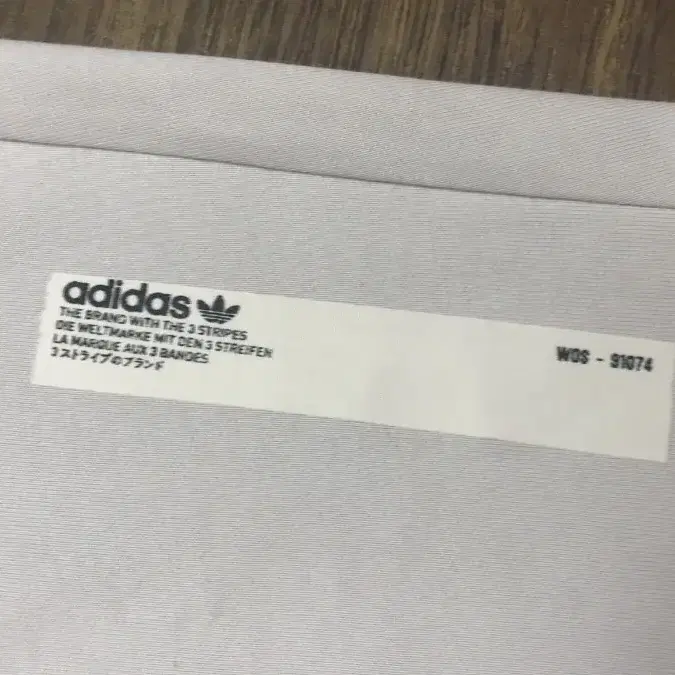 adidas
THE BRAND WITH THE 3 STRIPES
DIE WELTMARKE MIT DEN 3 STREIFEN
LA MARQUE AUX 3 BANDES
3ストライプのブランド
WOS - 91074